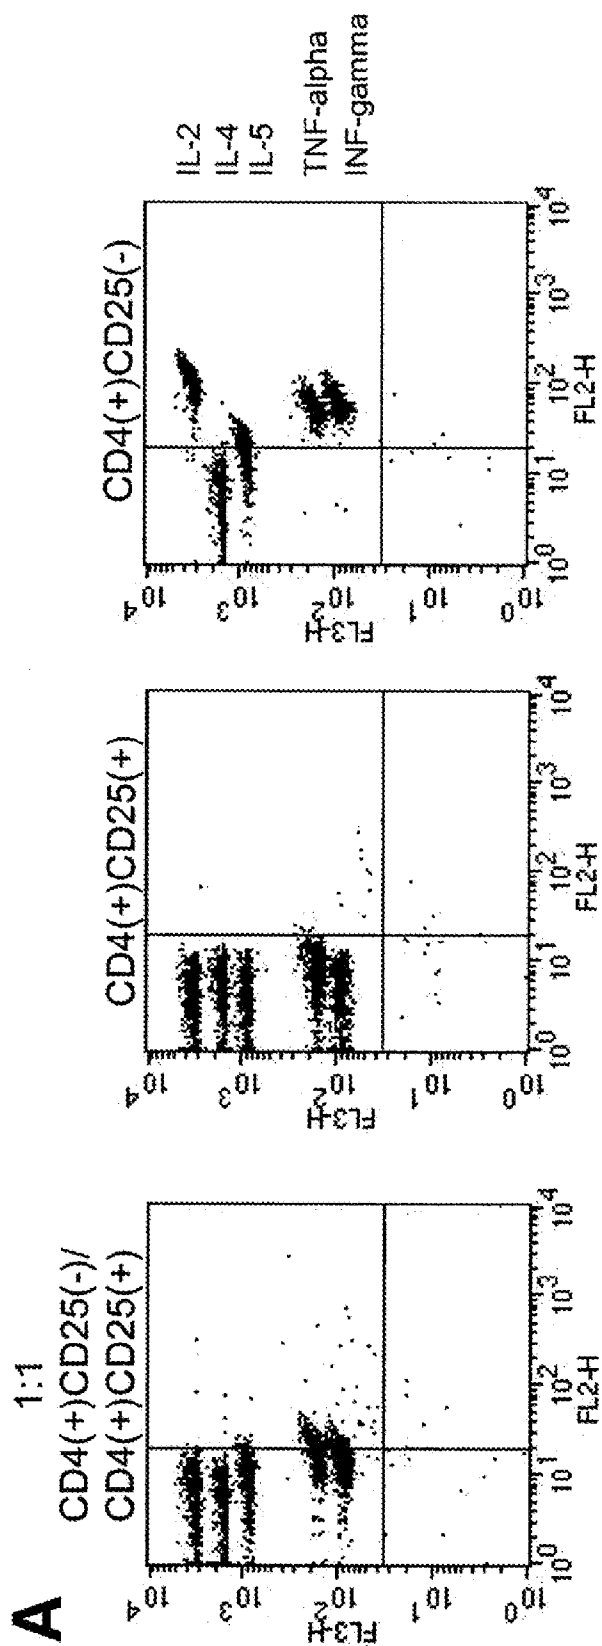 A
1:1
CD4(+)CD25(-)/
CD4(+)CD25(+)
10^4
10^3
10^2
10^1
10^0
FL3-H
10^0 10^1 10^2 10^3 10^4
FL2-H
CD4(+)CD25(+)
10^4
10^3
10^2
10^1
10^0
FL3-H
10^0 10^1 10^2 10^3 10^4
FL2-H
CD4(+)CD25(-)
10^4
10^3
10^2
10^1
10^0
FL3-H
10^0 10^1 10^2 10^3 10^4
FL2-H
IL-2
IL-4
IL-5
TNF-alpha
INF-gamma